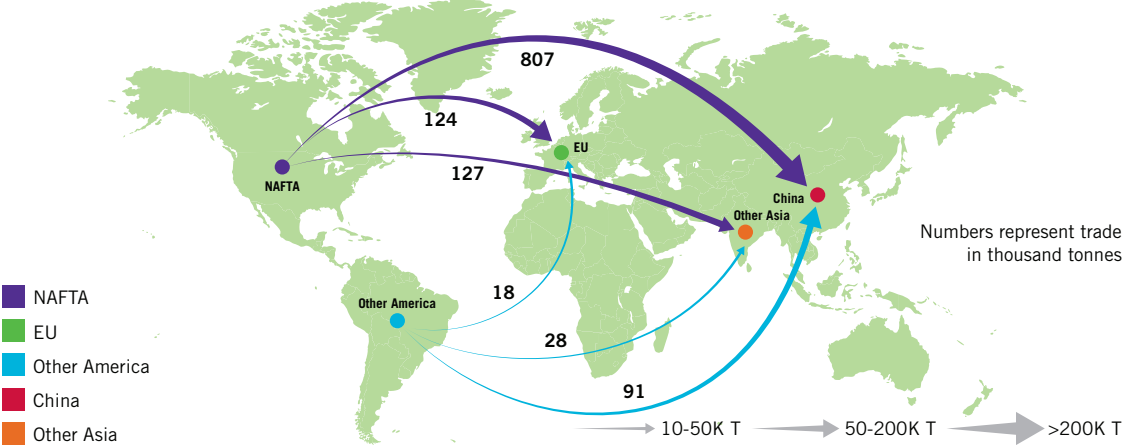 807
124
EU
127
NAFTA
China
Other Asia
Numbers represent trade
in thousand tonnes
18
NAFTA
Other America
EU
28
Other America
91
China
10-50K T
50-200K T
>200K T
Other Asia